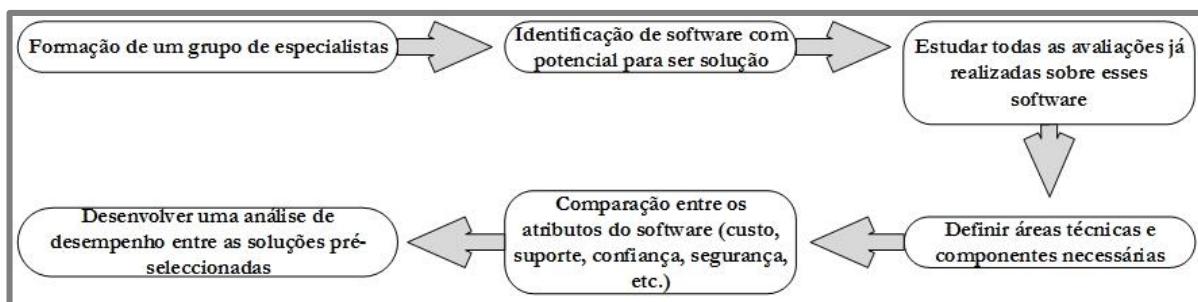 Formação de um grupo de especialistas
Identificação de software com
potencial para ser solução
Estudar todas as avaliações já
realizadas sobre esses
software
Definir áreas técnicas e
componentes necessárias
Comparação entre os
atributos do software (custo,
suporte, confiança, segurança,
etc.)
Desenvolver uma análise de
desempenho entre as soluções pré-
seleccionadas